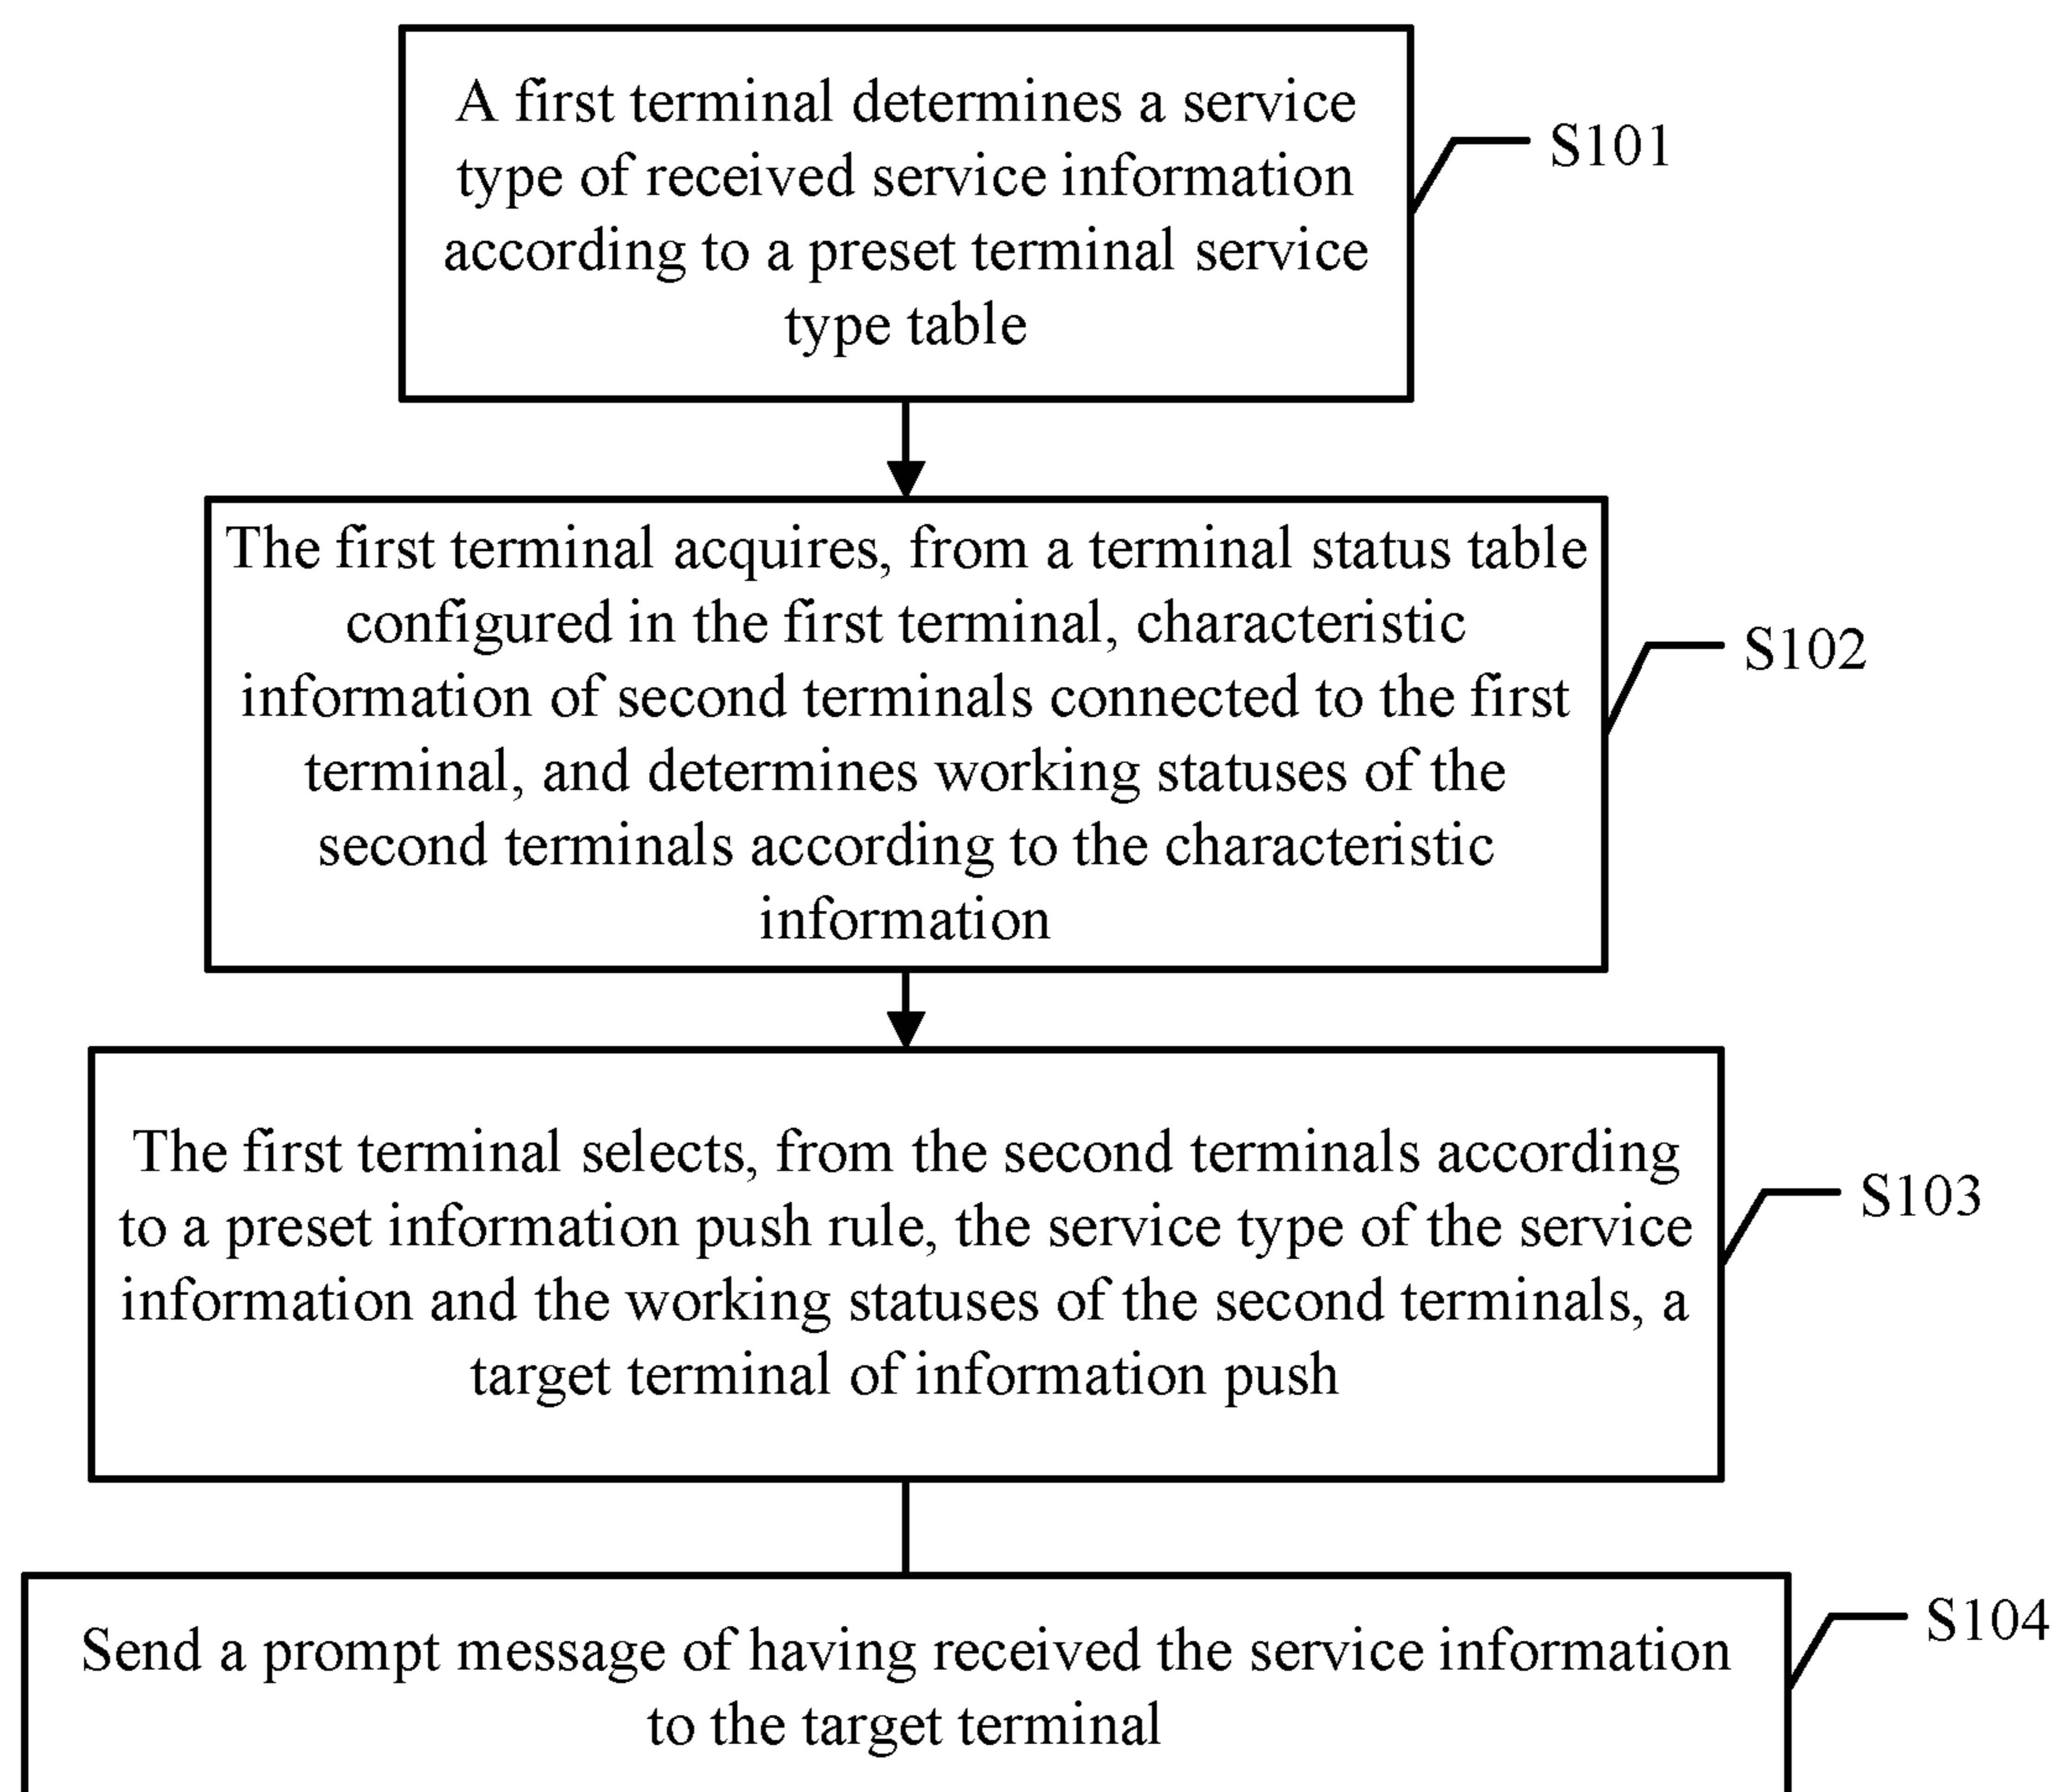 A first terminal determines a service
type of received service information
according to a preset terminal service
type table
S101
The first terminal acquires, from a terminal status table
configured in the first terminal, characteristic
information of second terminals connected to the first
terminal, and determines working statuses of the
second terminals according to the characteristic
information
S102
The first terminal selects, from the second terminals according
to a preset information push rule, the service type of the service
information and the working statuses of the second terminals, a
target terminal of information push
S103
Send a prompt message of having received the service information
to the target terminal
S104